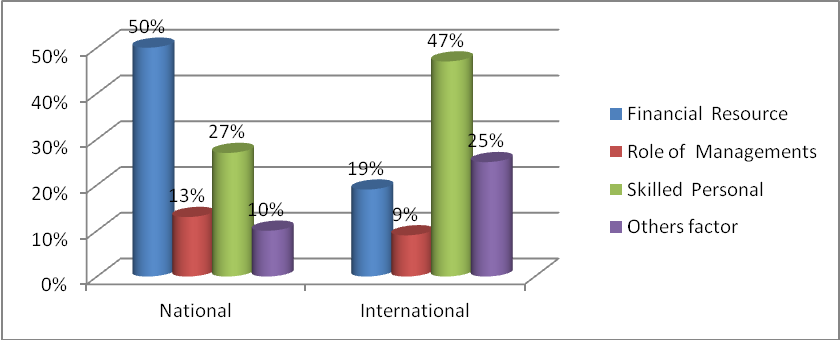 50%
40%
30%
20%
10%
0%
50%
13%
27%
10%
19%
9%
47%
25%
National
International
Financial  Resource
Role of  Managements
Skilled  Personal
Others factor